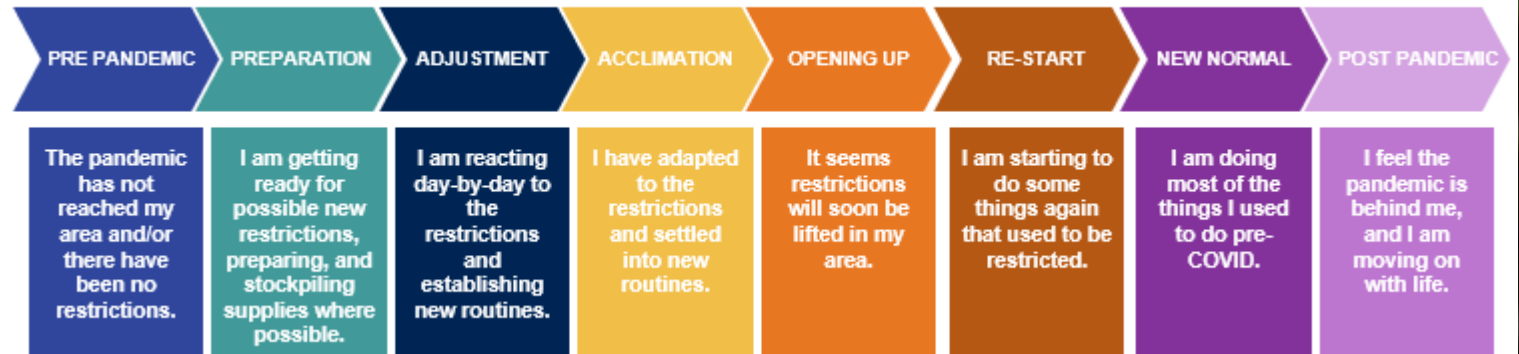 PRE PANDEMIC
PREPARATION
ADJUSTMENT
ACCLIMATION
OPENING UP
RE-START
NEW NORMAL
POST PANDEMIC
The pandemic
has not
reached my
area and/or
there have
been no
restrictions.
I am getting
ready for
possible new
restrictions,
preparing, and
stockpiling
supplies where
possible.
I am reacting
day-by-day to
the
restrictions
and
establishing
new routines.
I have adapted
to the
restrictions
and settled
into new
routines.
It seems
restrictions
will soon be
lifted in my
area.
I am starting to
do some
things again
that used to be
restricted.
I am doing
most of the
things I used
to do pre-
COVID.
I feel the
pandemic is
behind me,
and I am
moving on
with life.